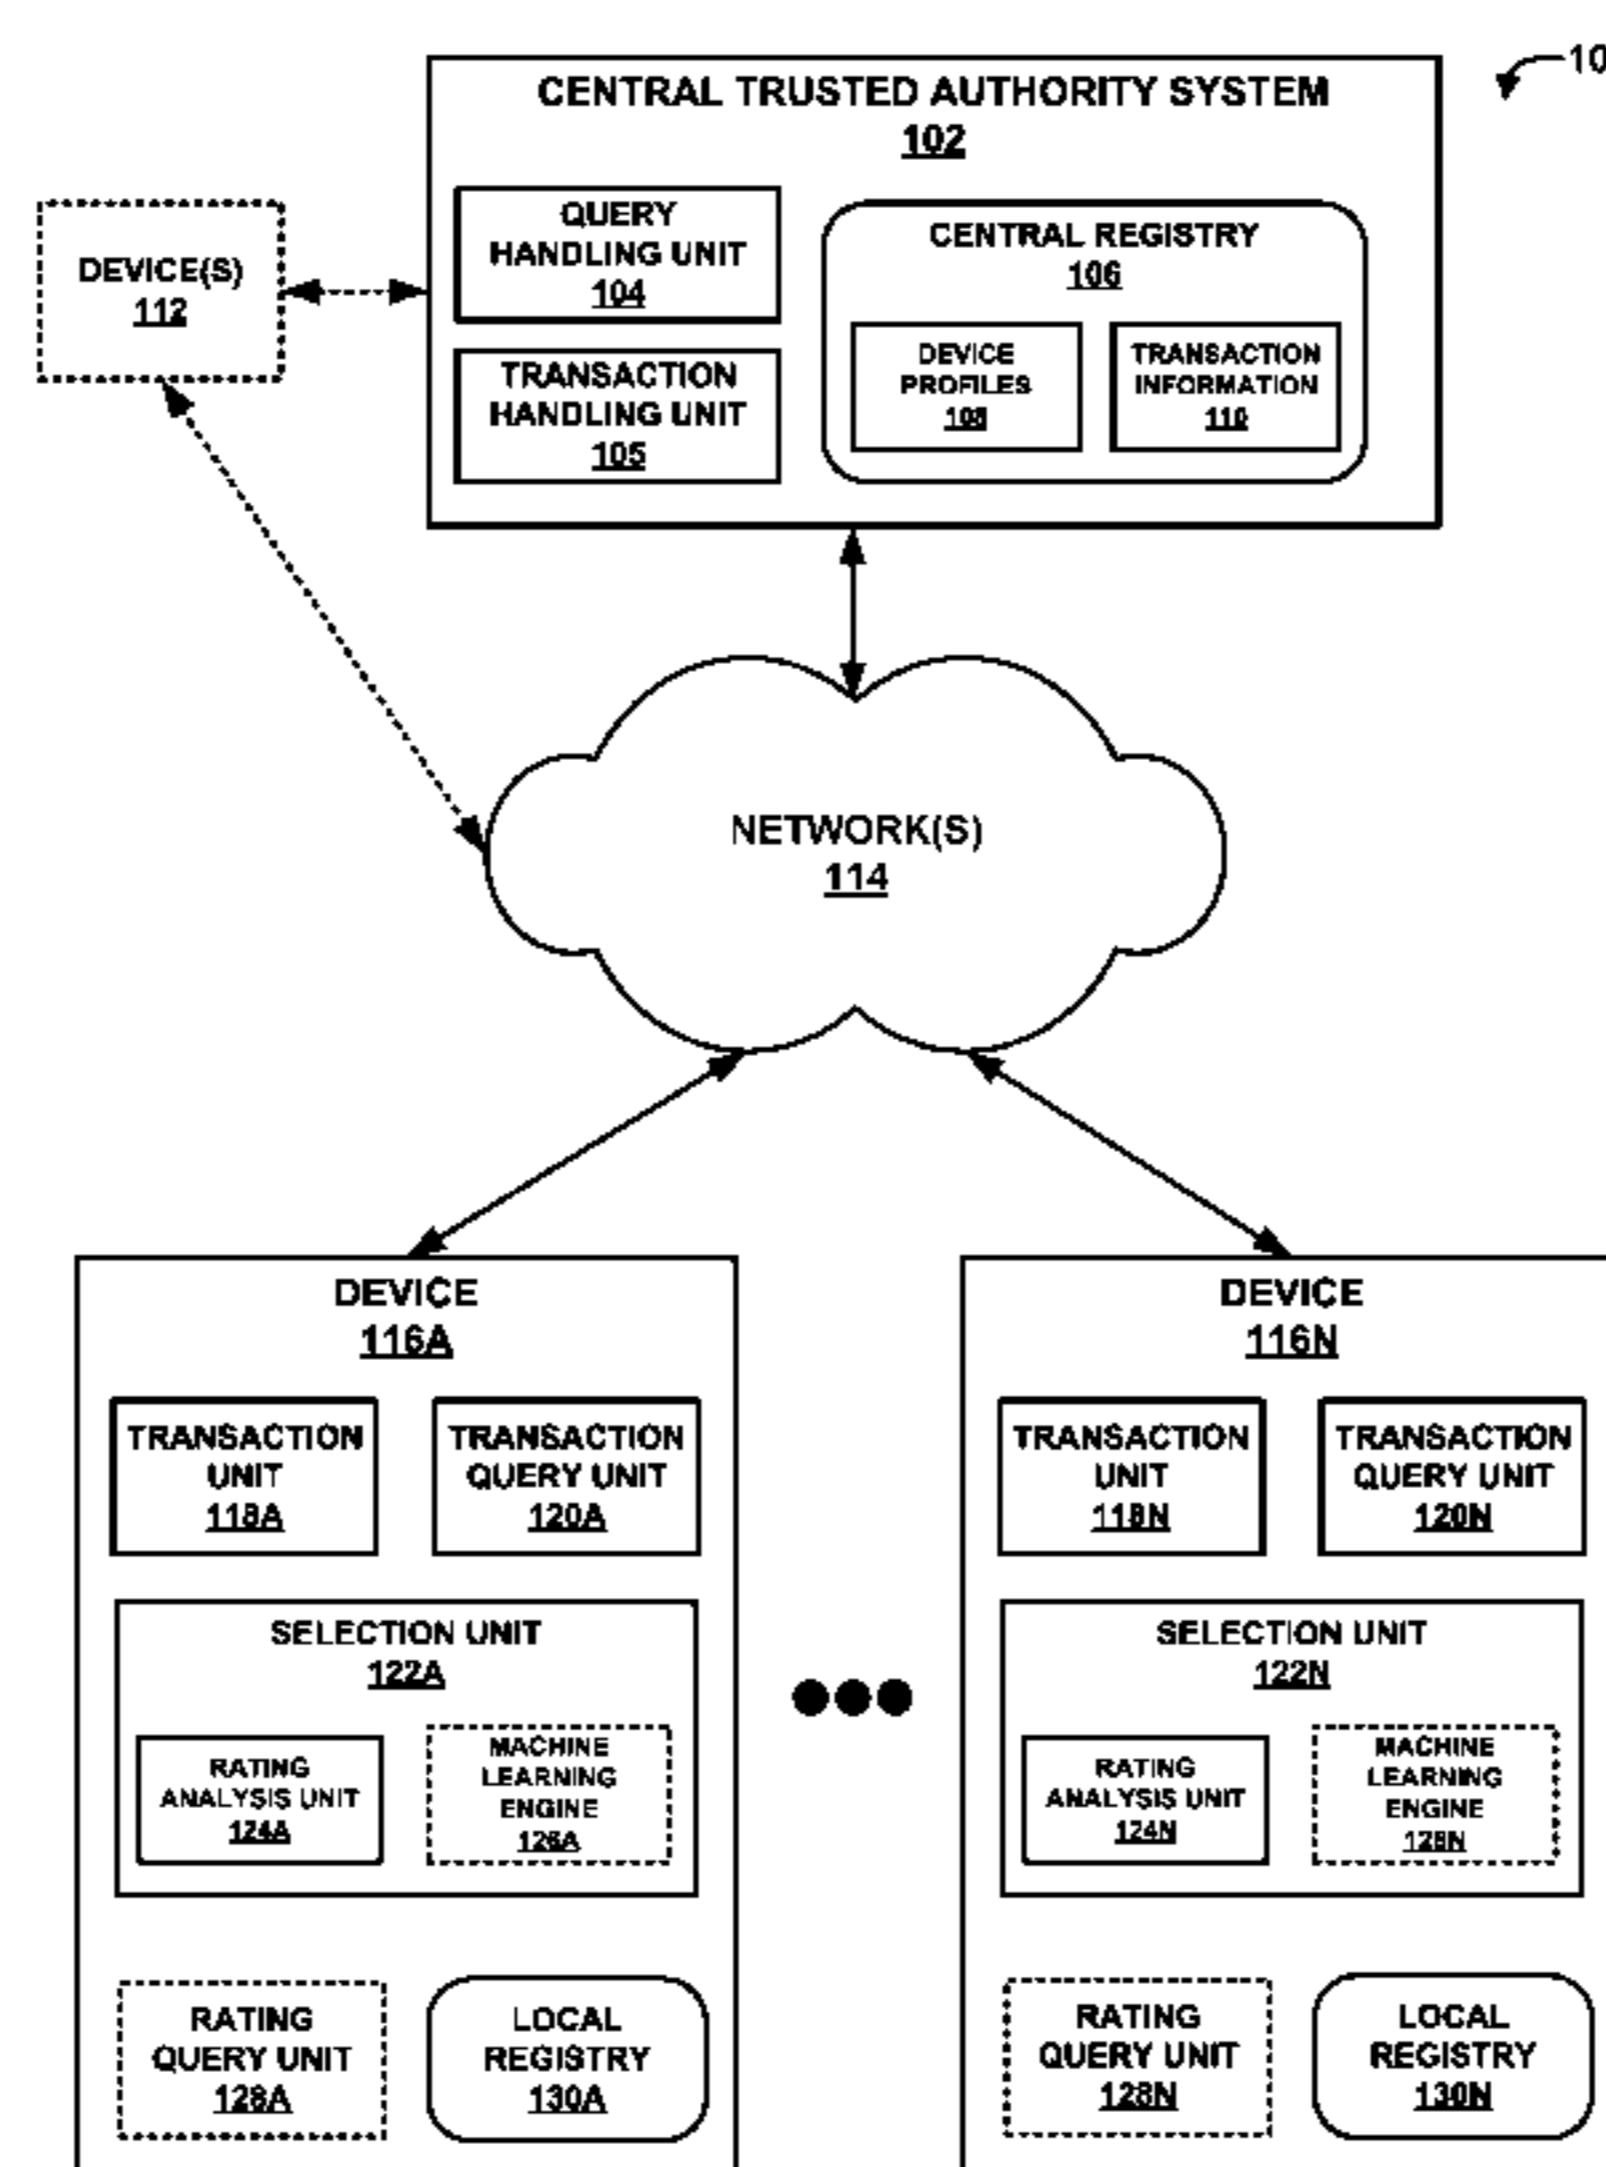 10
CENTRAL TRUSTED AUTHORITY SYSTEM
102
QUERY
HANDLING UNIT
104
TRANSACTION
HANDLING UNIT
105
CENTRAL REGISTRY
106
DEVICE
PROFILES
108
TRANSACTION
INFORMATION
110
DEVICE(S)
112
NETWORK(S)
114
DEVICE
116A
TRANSACTION
UNIT
118A
TRANSACTION
QUERY UNIT
120A
SELECTION UNIT
122A
RATING
ANALYSIS UNIT
124A
MACHINE
LEARNING
ENGINE
126A
RATING
QUERY UNIT
128A
LOCAL
REGISTRY
130A
DEVICE
116N
TRANSACTION
UNIT
118N
TRANSACTION
QUERY UNIT
120N
SELECTION UNIT
122N
RATING
ANALYSIS UNIT
124N
MACHINE
LEARNING
ENGINE
126N
RATING
QUERY UNIT
128N
LOCAL
REGISTRY
130N